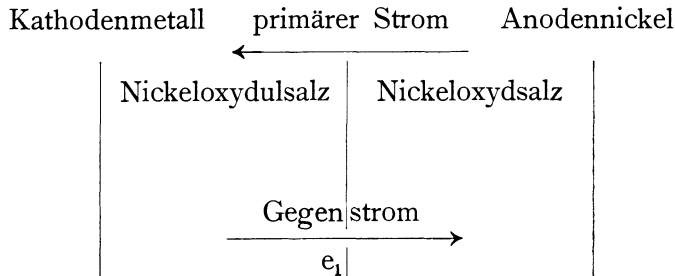 Kathodenmetall primärer Strom Anodennickel
Nickeloxydulsalz Nickeloxydsalz
Gegenstrom
e₁